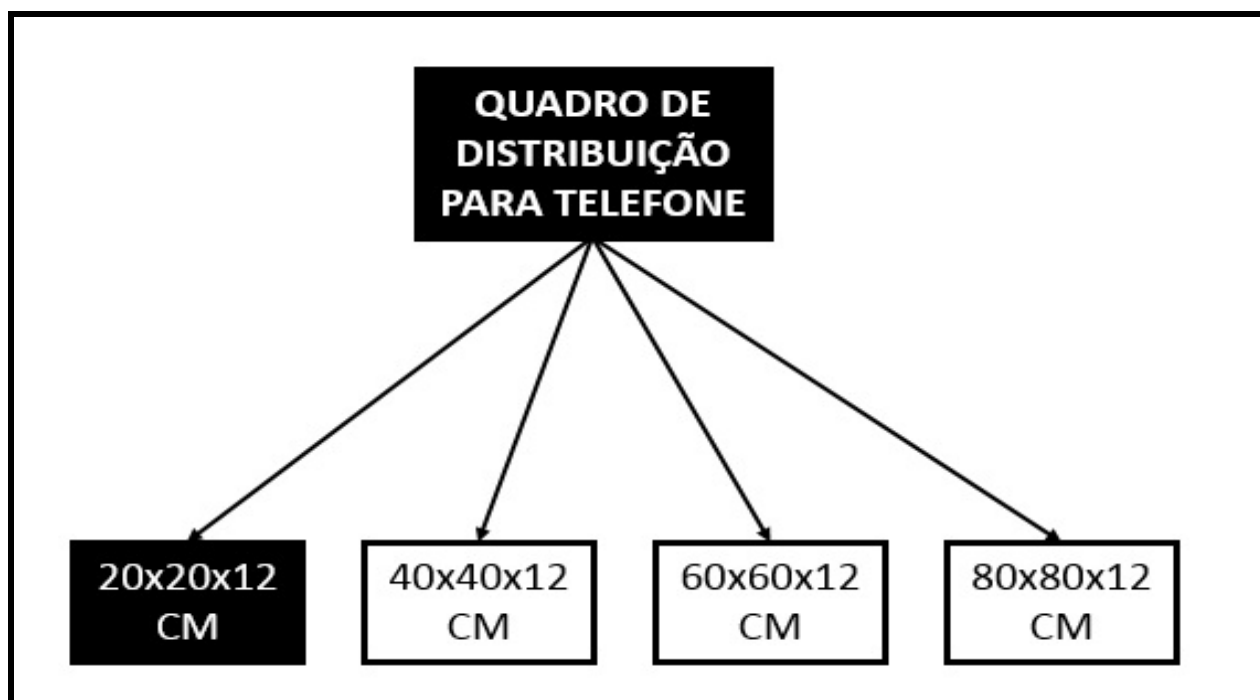 QUADRO DE
DISTRIBUIÇÃO
PARA TELEFONE
20x20x12
CM
40x40x12
CM
60x60x12
CM
80x80x12
CM